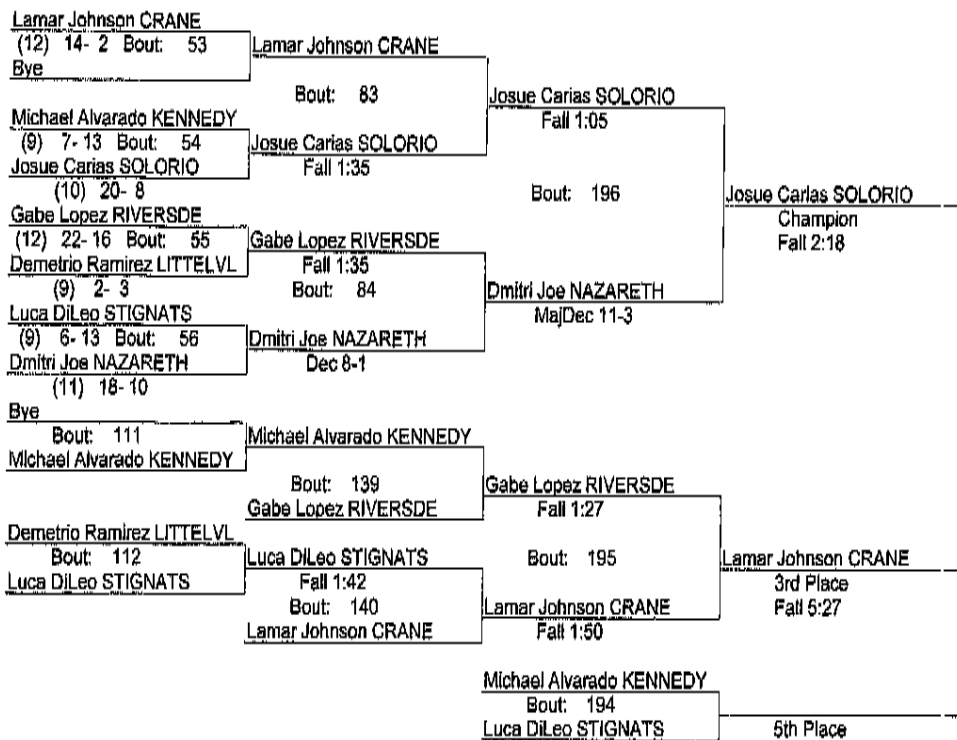 Lamar Johnson CRANE
(12) 14- 2 Bout: 53
Bye
Lamar Johnson CRANE
Bout: 83
Michael Alvarado KENNEDY
(9) 7- 13 Bout: 54
Josue Carias SOLORIO
(10) 20- 8
Josue Carias SOLORIO
Fall 1:35
Josue Carias SOLORIO
Fall 1:05
Bout: 196
Gabe Lopez RIVERSDE
(12) 22- 16 Bout: 55
Demetrio Ramirez LITTELVL
(9) 2- 3
Gabe Lopez RIVERSDE
Fall 1:35
Bout: 84
Luca DiLeo STIGNATS
(9) 6- 13 Bout: 56
Dmitri Joe NAZARETH
(11) 18- 10
Dmitri Joe NAZARETH
Dec 8-1
Dmitri Joe NAZARETH
MajDec 11-3
Josue Carias SOLORIO
Champion
Fall 2:18
Bye
Bout: 111
Michael Alvarado KENNEDY
Michael Alvarado KENNEDY
Bout: 139
Gabe Lopez RIVERSDE
Gabe Lopez RIVERSDE
Fall 1:27
Bout: 195
Demetrio Ramirez LITTELVL
Bout: 112
Luca DiLeo STIGNATS
Luca DiLeo STIGNATS
Fall 1:42
Bout: 140
Lamar Johnson CRANE
Lamar Johnson CRANE
Fall 1:50
Lamar Johnson CRANE
3rd Place
Fall 5:27
Michael Alvarado KENNEDY
Bout: 194
Luca DiLeo STIGNATS
5th Place